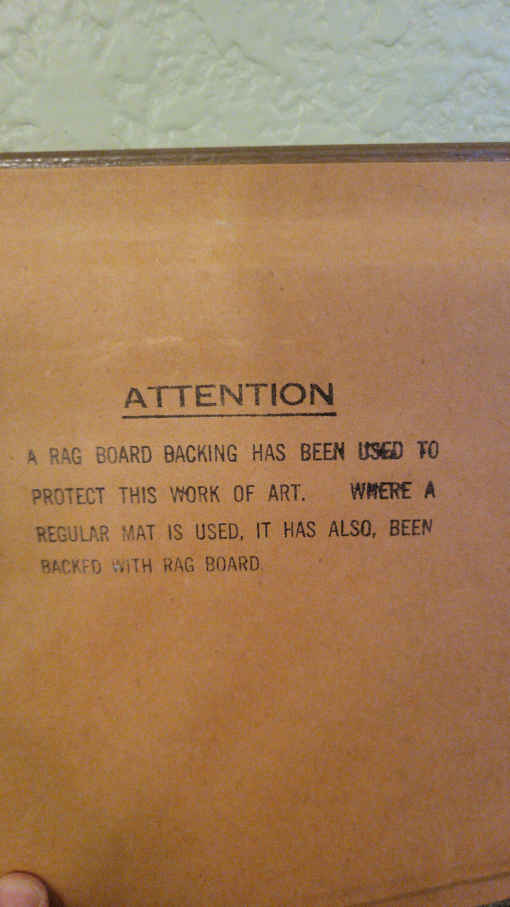 ATTENTION
A RAG BOARD BACKING HAS BEEN USED TO
PROTECT THIS WORK OF ART. WHERE A
REGULAR MAT IS USED, IT HAS ALSO, BEEN
BACKED WITH RAG BOARD.